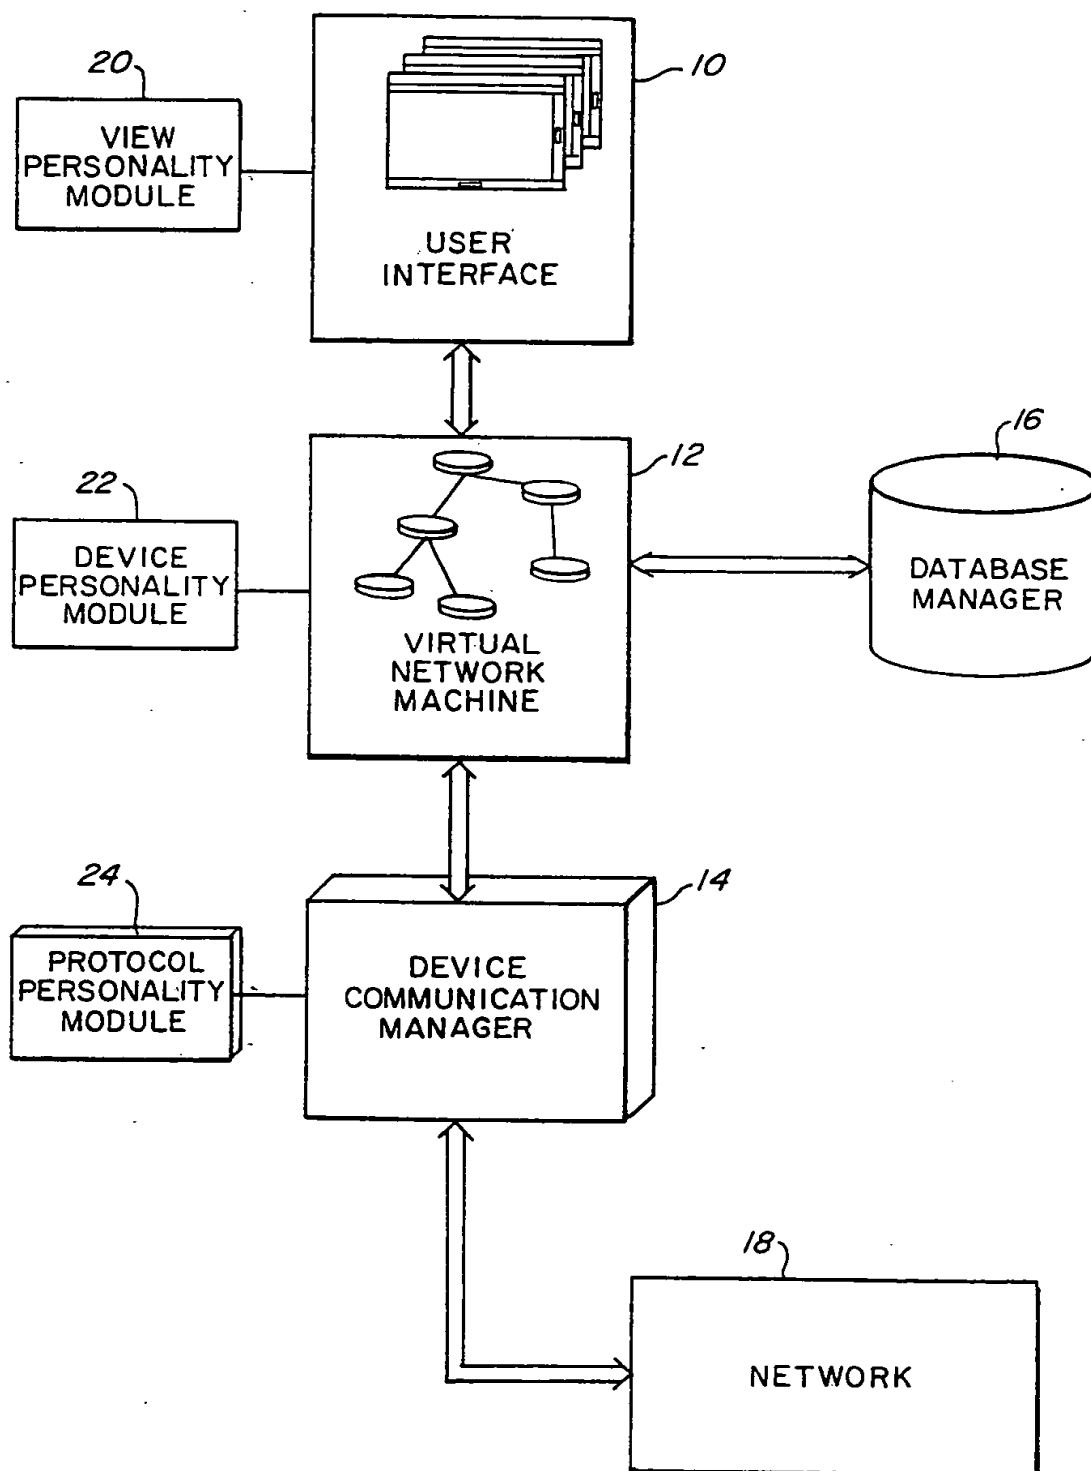 20
10
VIEW
PERSONALITY
MODULE
USER
INTERFACE
22
12
16
DEVICE
PERSONALITY
MODULE
VIRTUAL
NETWORK
MACHINE
DATABASE
MANAGER
24
14
PROTOCOL
PERSONALITY
MODULE
DEVICE
COMMUNICATION
MANAGER
18
NETWORK